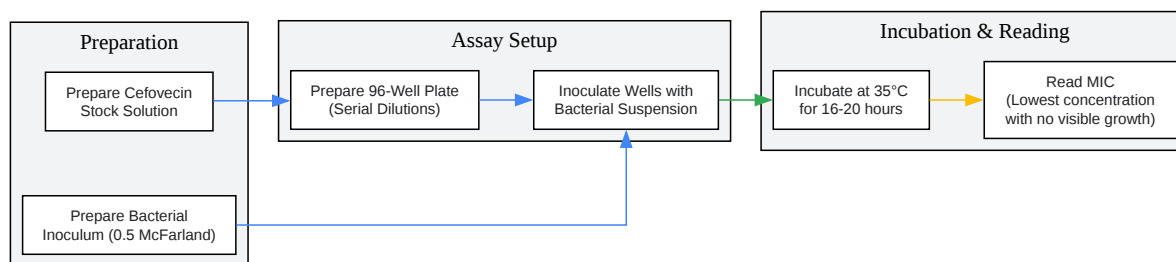 Preparation
Prepare Cefovecin
Stock Solution
Prepare Bacterial
Inoculum (0.5 McFarland)
Assay Setup
Prepare 96-Well Plate
(Serial Dilutions)
Inoculate Wells with
Bacterial Suspension
Incubation & Reading
Incubate at 35°C
for 16-20 hours
Read MIC
(Lowest concentration
with no visible growth)